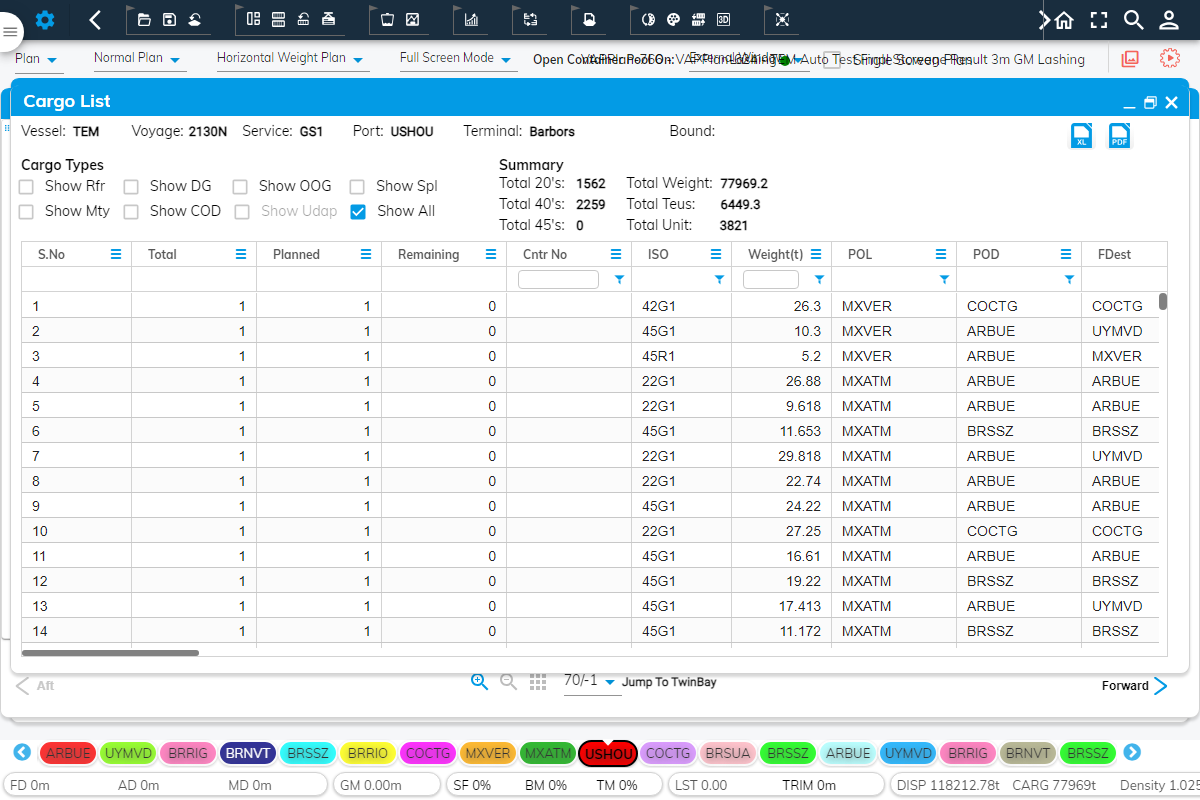 3D
Plan Normal Plan Horizontal Weight Plan Full Screen Mode Open Container Pool On: External Window Single Storage Plan
Cargo List
Vessel: TEM Voyage: 2130N Service: GS1 Port: USHOU Terminal: Barbors Bound:
XL PDF
Cargo Types Summary
Show Rfr Show DG Show OOG Show Spl Total 20's: 1562 Total Weight: 77969.2
Total 40's: 2259 Total Teus: 6449.3
Show Mty Show COD Show Udap Show All
Total 45's: 0 Total Unit: 3821
S.No Total Planned Remaining Cntr No ISO Weight(t) POL POD FDest
1 1 1 0 42G1 26.3 MXVER COCTG COCTG
2 1 1 0 45G1 10.3 MXVER ARBUE UYMVD
3 1 1 0 45R1 5.2 MXVER ARBUE MXVER
4 1 1 0 22G1 26.88 MXATM ARBUE ARBUE
5 1 1 0 22G1 9.618 MXATM ARBUE ARBUE
6 1 1 0 45G1 11.653 MXATM BRSSZ BRSSZ
7 1 1 0 22G1 29.818 MXATM ARBUE UYMVD
8 1 1 0 22G1 22.74 MXATM ARBUE ARBUE
9 1 1 0 45G1 24.22 MXATM ARBUE ARBUE
10 1 1 0 22G1 27.25 MXATM COCTG COCTG
11 1 1 0 45G1 16.61 MXATM ARBUE ARBUE
12 1 1 0 45G1 19.22 MXATM BRSSZ BRSSZ
13 1 1 0 45G1 17.413 MXATM ARBUE UYMVD
14 1 1 0 45G1 11.172 MXATM BRSSZ BRSSZ
Aft 70/-1 Jump To TwinBay Forward
ARBUE UYMVD BRRIG BRNVT BRSSZ BRRIO COCTG MXVER MXATM USHOU COCTG BRSUA BRSSZ ARBUE UYMVD BRRIG BRNVT BRSSZ
FD 0m AD 0m MD 0m GM 0.00m SF 0% BM 0% TM 0% LST 0.00 TRIM 0m DISP 118212.78t CARG 77969t Density 1.025